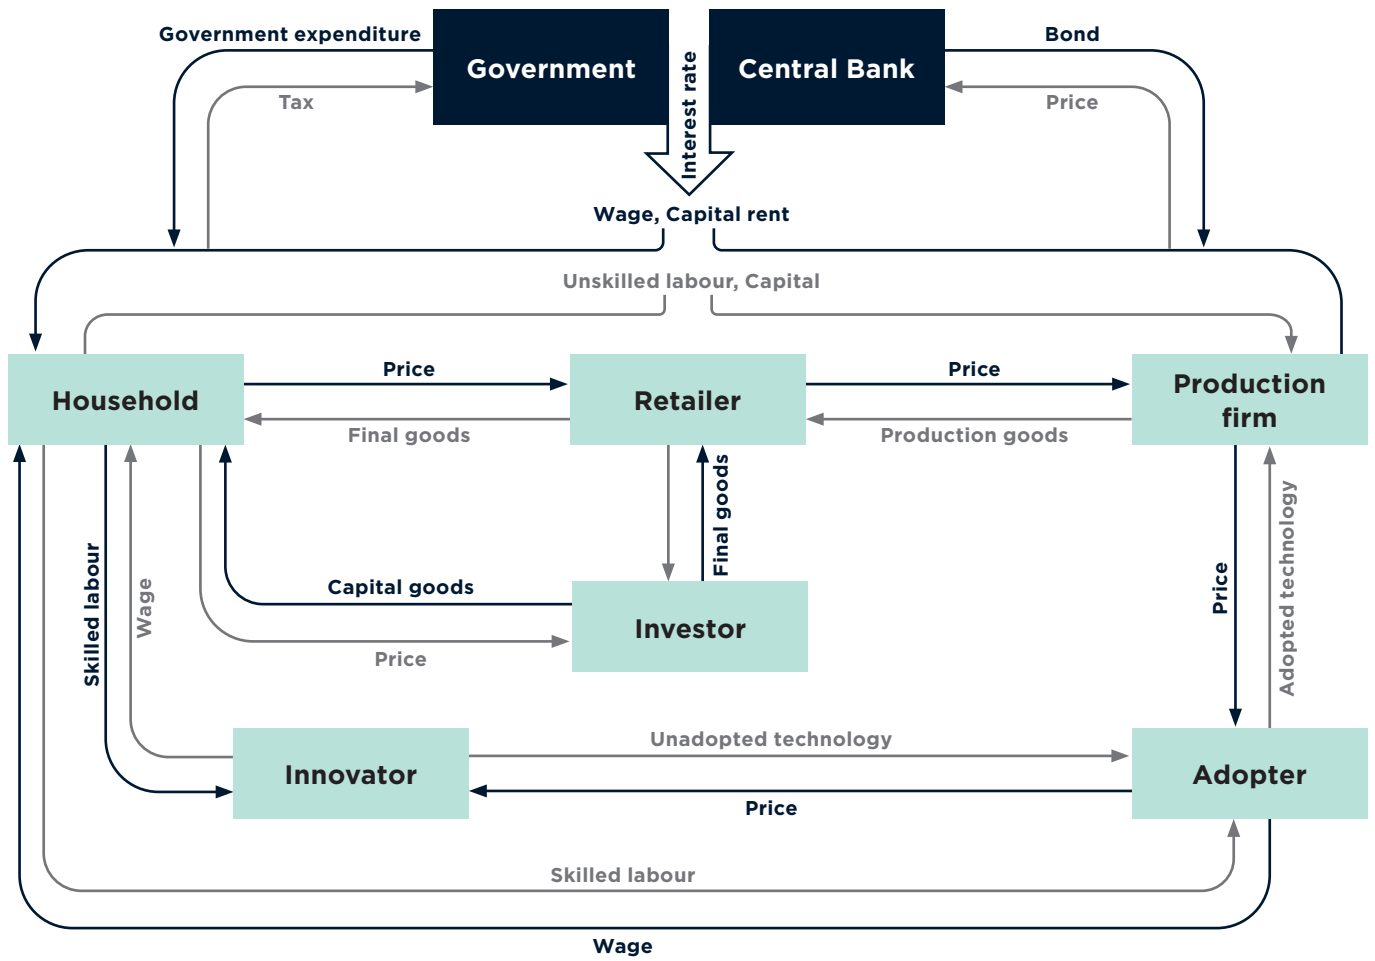 Government expenditure
Government
Central Bank
Bond
Tax
Interest rate
Price
Wage, Capital rent
Unskilled labour, Capital
Household
Price
Retailer
Price
Production
firm
Final goods
Production goods
Skilled labour
Wage
Capital goods
Final goods
Price
Investor
Price
Adopted technology
Innovator
Unadopted technology
Price
Adopter
Skilled labour
Wage